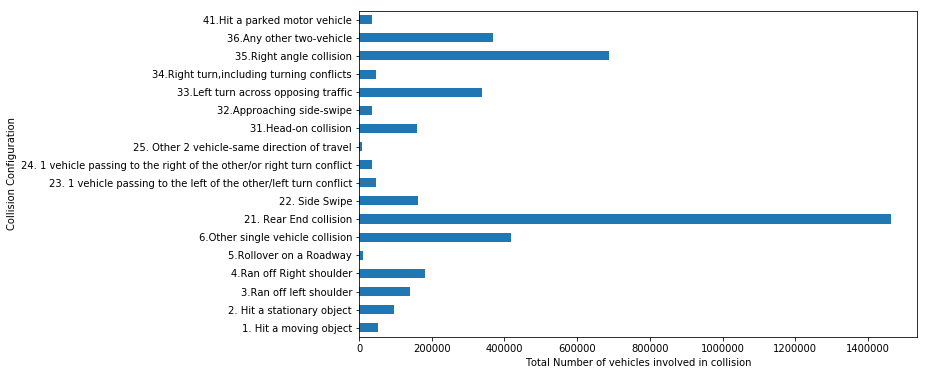 41.Hit a parked motor vehicle
36.Any other two-vehicle
35.Right angle collision
34.Right turn,including turning conflicts
33.Left turn across opposing traffic
32.Approaching side-swipe
31.Head-on collision
25. Other 2 vehicle-same direction of travel
24. 1 vehicle passing to the right of the other/or right turn conflict
23. 1 vehicle passing to the left of the other/left turn conflict
22. Side Swipe
21. Rear End collision
6.Other single vehicle collision
5.Rollover on a Roadway
4.Ran off Right shoulder
3.Ran off left shoulder
2. Hit a stationary object
1. Hit a moving object
Collision Configuration
0 200000 400000 600000 800000 1000000 1200000 1400000
Total Number of vehicles involved in collision